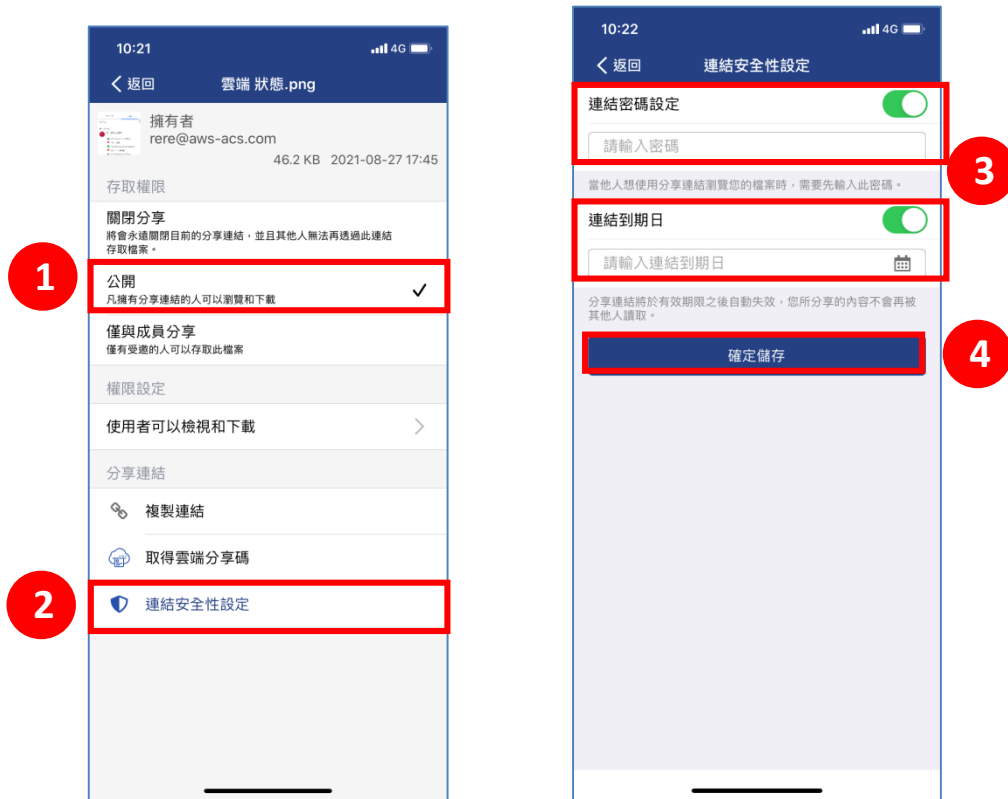 10:21
4G
返回
雲端 狀態.png
擁有者
rere@aws-acs.com
46.2 KB 2021-08-27 17:45
存取權限
關閉分享
將會永遠關閉目前的分享連結，並且其他人無法再透過此連結
存取檔案。
1
公開
凡擁有分享連結的人可以瀏覽和下載
僅與成員分享
僅有受邀的人可以存取此檔案
權限設定
使用者可以檢視和下載
分享連結
複製連結
取得雲端分享碼
2
連結安全性設定
10:22
4G
返回
連結安全性設定
連結密碼設定
請輸入密碼
3
當他人想使用分享連結瀏覽您的檔案時，需要先輸入此密碼。
連結到期日
請輸入連結到期日
分享連結將於有效期限之後自動失效，您所分享的內容不會再被
其他人讀取。
確定儲存
4